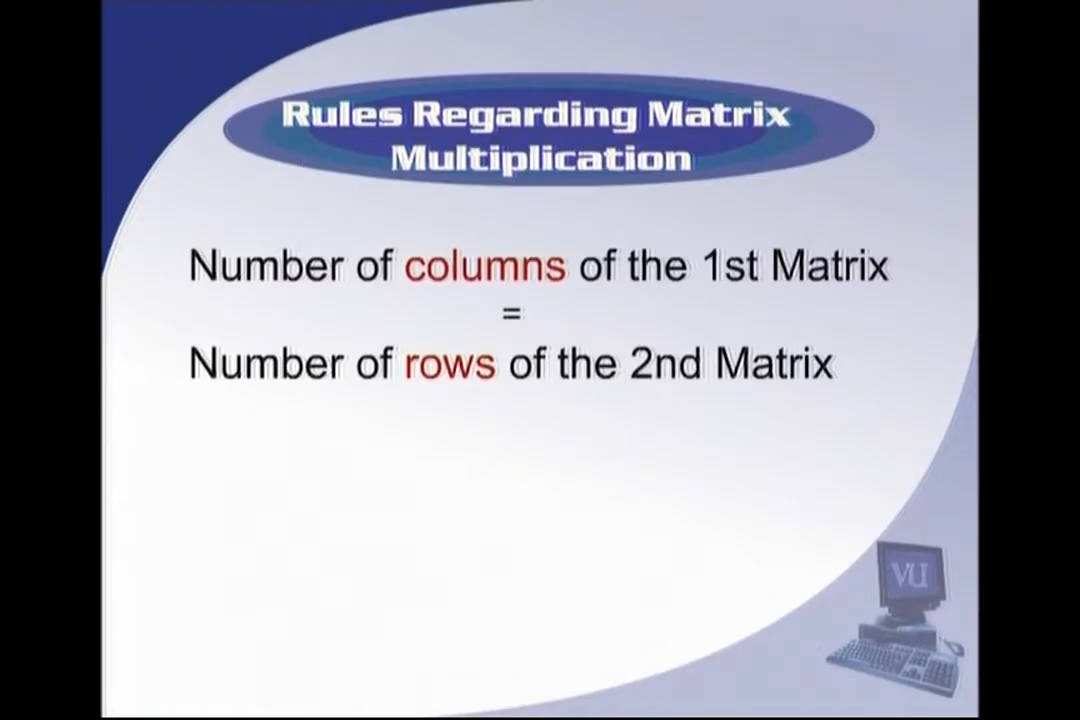 Rules Regarding Matrix
Multiplication
Number of columns of the 1st Matrix
=
Number of rows of the 2nd Matrix
VU